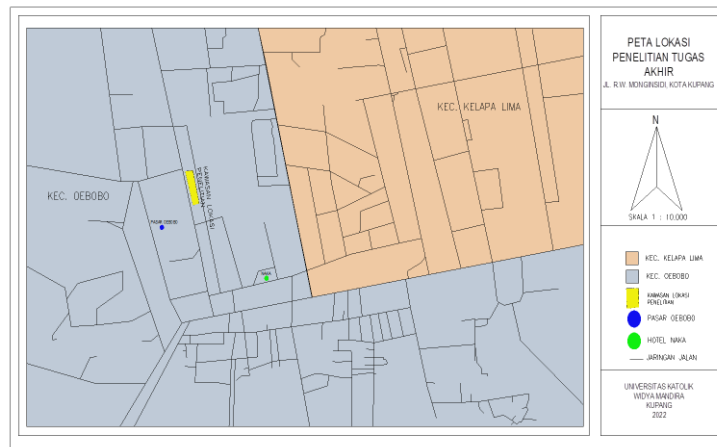 PETA LOKASI
PENELITIAN TUGAS
AKHIR
JL. R.W. MONGINSIDI, KOTA KUPANG
N
SKALA 1 : 10.000
KEC. KELAPA LIMA
KEC. OEBOBO
KAWASAN LOKASI
PENELITIAN
PASAR OEBOBO
HOTEL NAKA
JARINGAN JALAN
UNIVERSITAS KATOLIK
WIDYA MANDIRA
KUPANG
2022
KEC. KELAPA LIMA
KEC. OEBOBO
KAWASAN LOKASI
PENELITIAN
PASAR OEBOBO
NAKA